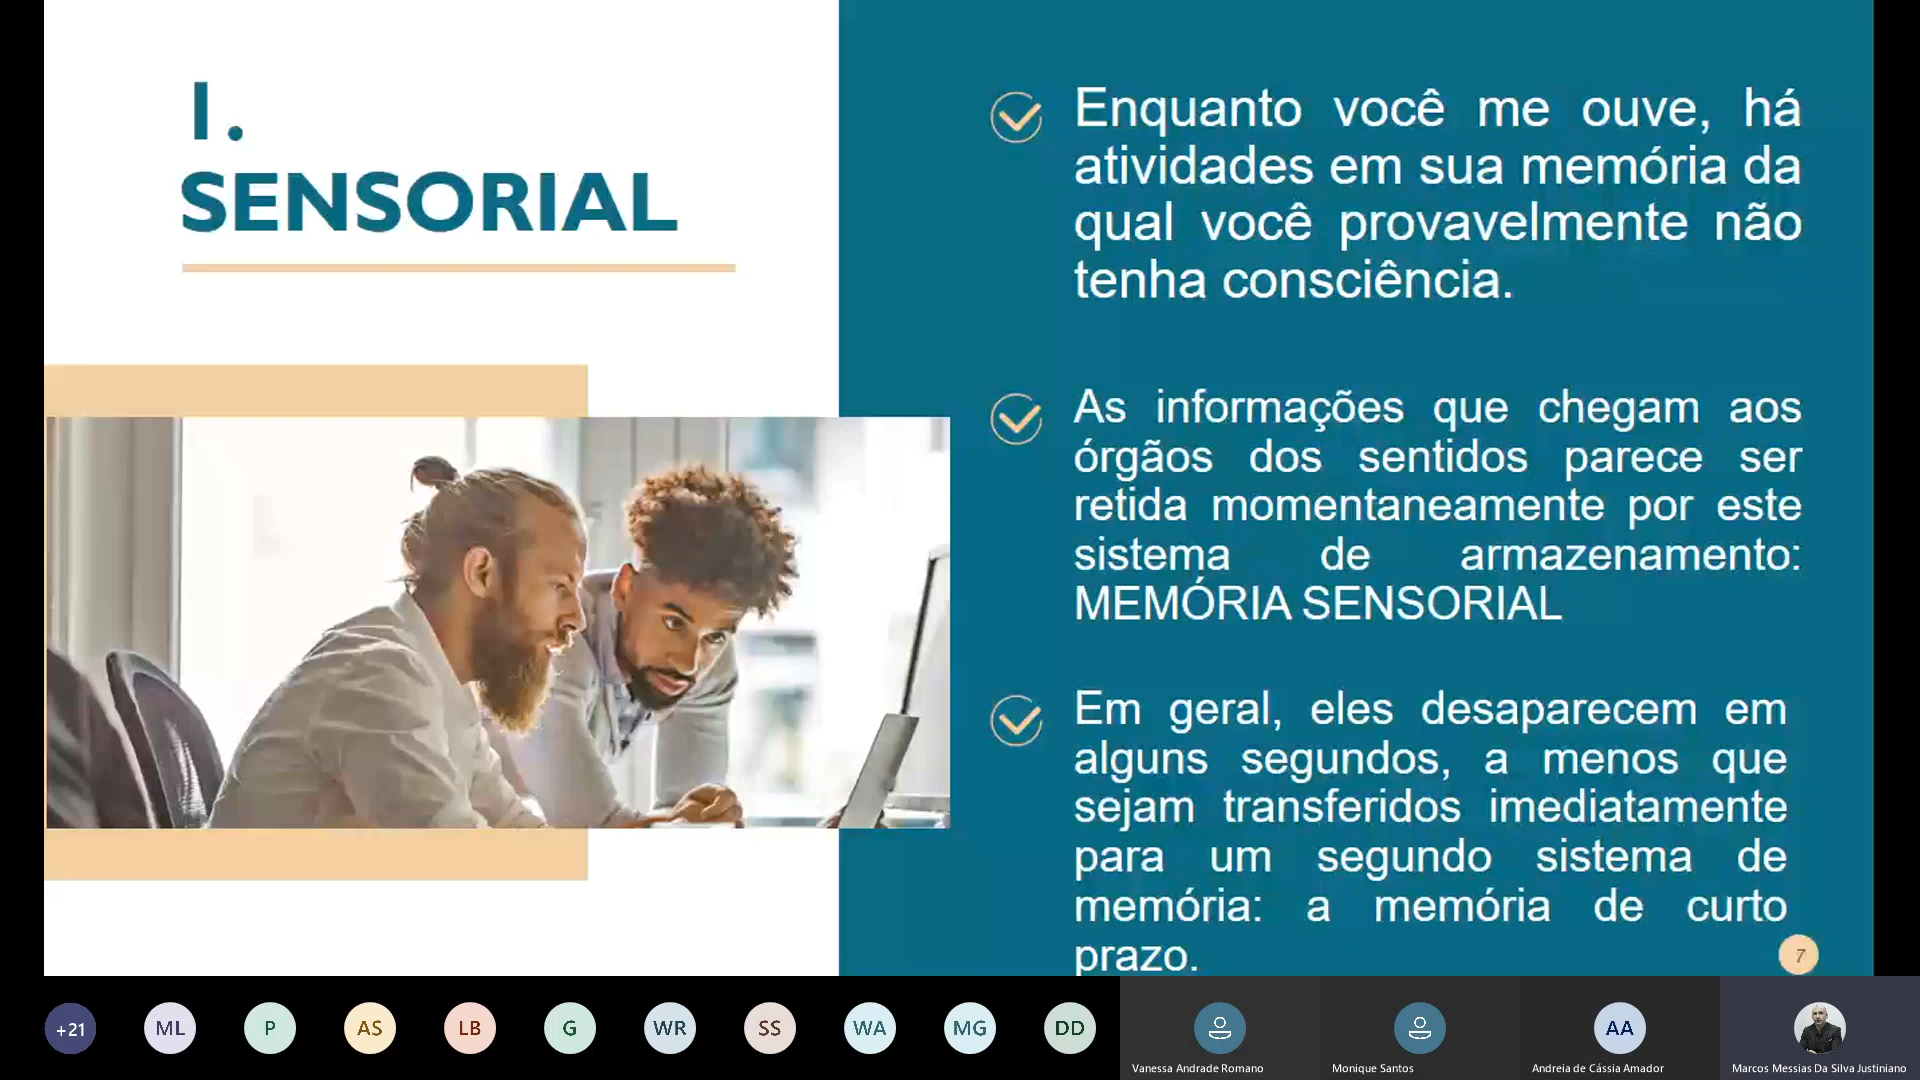 1.
SENSORIAL
Enquanto você me ouve, há
atividades em sua memória da
qual você provavelmente não
tenha consciência.
As informações que chegam aos
órgãos dos sentidos parece ser
retida momentaneamente por este
sistema de armazenamento:
MEMÓRIA SENSORIAL
Em geral, eles desaparecem em
alguns segundos, a menos que
sejam transferidos imediatamente
para um segundo sistema de
memória: a memória de curto
prazo.
7
+21
ML
P
AS
LB
G
WR
SS
WA
MG
DD
AA
Vanessa Andrade Romano
Monique Santos
Andreia de Cássia Amador
Marcos Messias Da Silva Justiniano